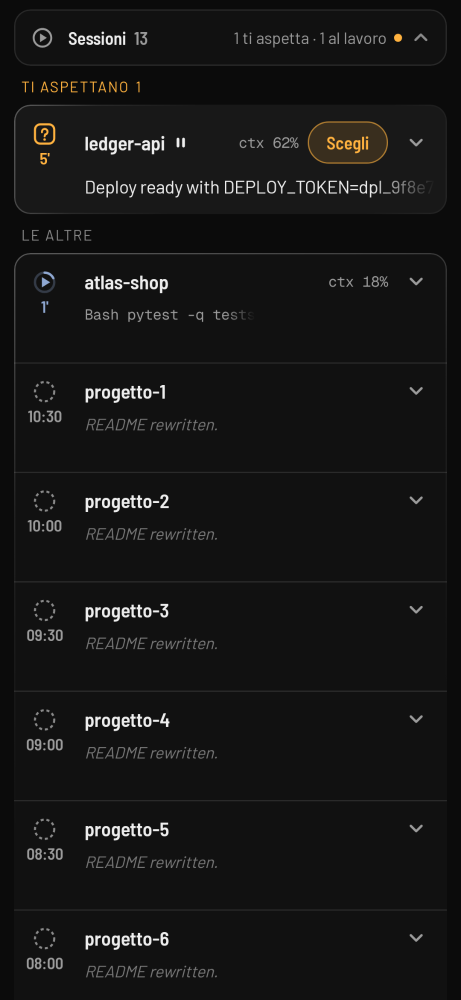 Sessioni 13 1 ti aspetta · 1 al lavoro
TI ASPETTANO 1
ledger-api ctx 62% Scegli
5'
Deploy ready with DEPLOY_TOKEN=dpl_9f8e7
LE ALTRE
atlas-shop ctx 18%
1'
Bash pytest -q tests
progetto-1
10:30
README rewritten.
progetto-2
10:00
README rewritten.
progetto-3
09:30
README rewritten.
progetto-4
09:00
README rewritten.
progetto-5
08:30
README rewritten.
progetto-6
08:00
README rewritten.